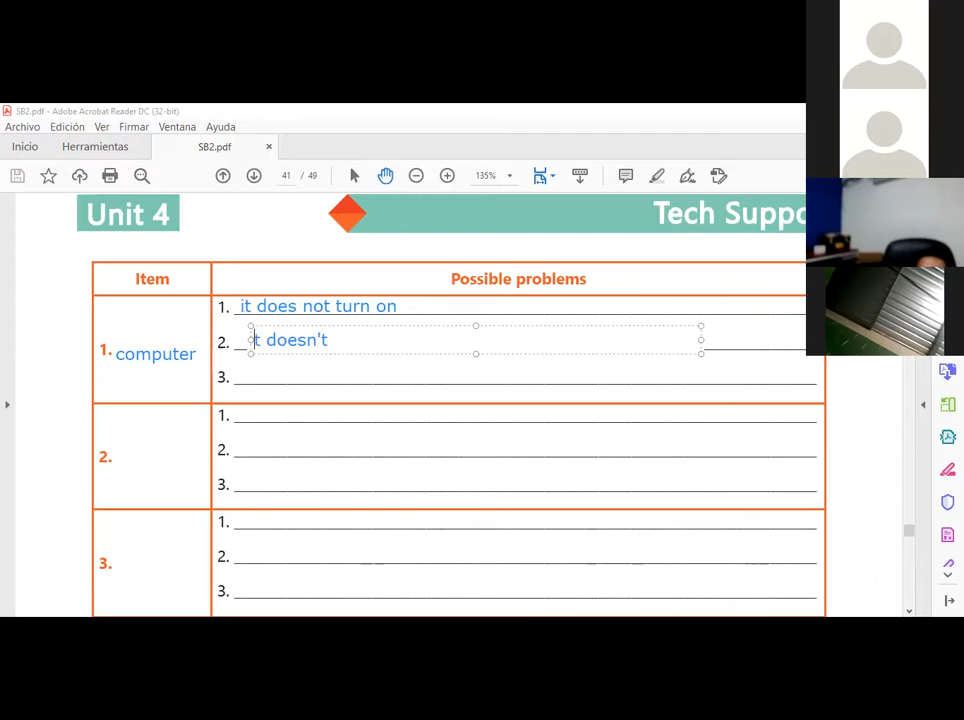 SB2.pdf - Adobe Acrobat Reader DC (32-bit)
Archivo Edición Ver Firmar Ventana Ayuda
Inicio Herramientas SB2.pdf ×
41 / 49 135%
Unit 4 Tech Suppo
Item Possible problems
1. computer
1. it does not turn on
2. it doesn't
3.
2.
1.
2.
3.
3.
1.
2.
3.